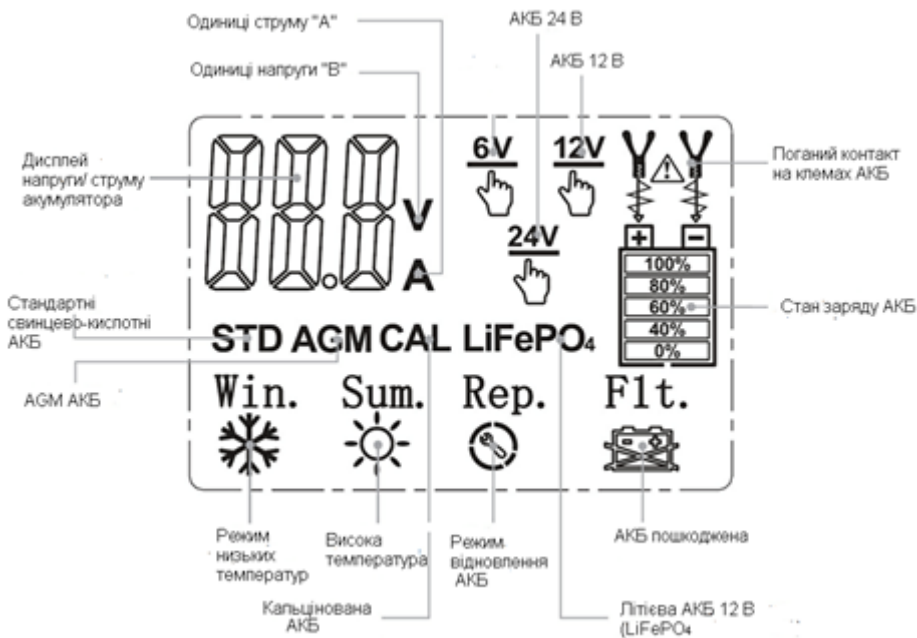 Одиниці струму "А"
АКБ 24 В
Одиниці напруги "В"
АКБ 12 В
Дисплей
напруги/ струму
акумулятора
6V
12V
Поганий контакт
на клемах АКБ
V
24V
+ -
100%
A
80%
Стандартні
свинцево-кислотні
АКБ
60%
Стан заряду АКБ
40%
STD AGM CAL LiFePO₄
0%
AGM АКБ
Win. Sum. Rep. Flt.
Режим
низьких
температур
Висока
температура
Режим
відновлення
АКБ
АКБ пошкоджена
Кальцінована
АКБ
Літієва АКБ 12 В
(LiFePO₄